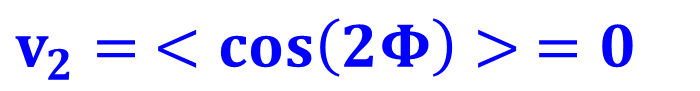 v₂ = < cos(2Φ) > = 0